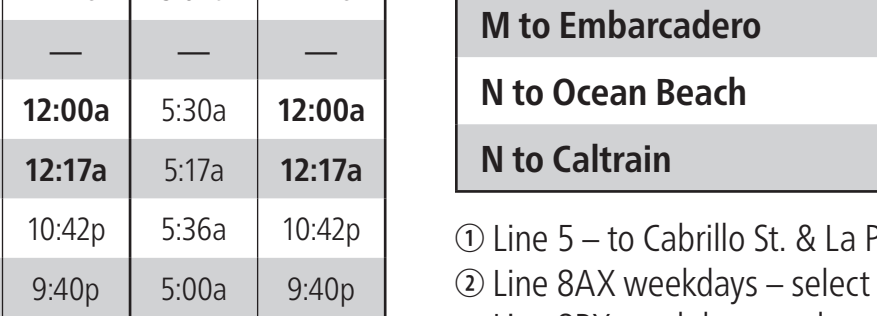 — — —
12:00a 5:30a 12:00a
12:17a 5:17a 12:17a
10:42p 5:36a 10:42p
9:40p 5:00a 9:40p
M to Embarcadero
N to Ocean Beach
N to Caltrain
① Line 5 – to Cabrillo St. & La
② Line 8AX weekdays – select